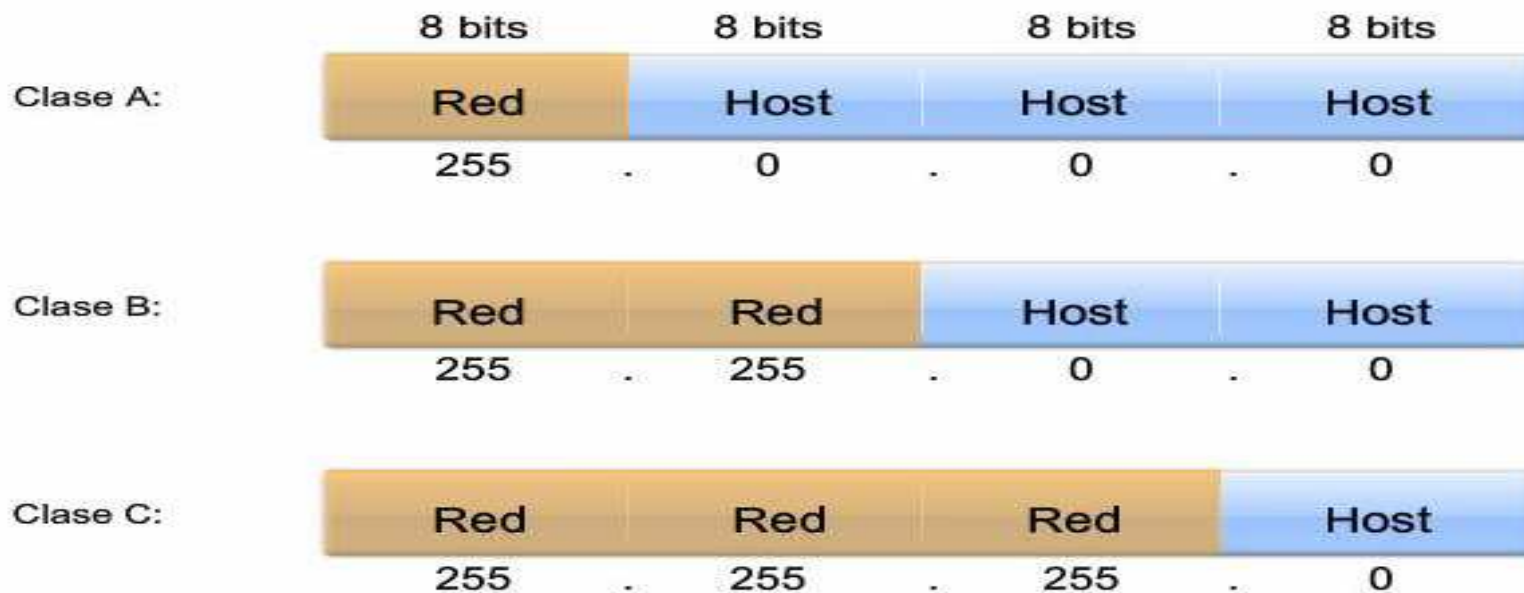 8 bits 8 bits 8 bits 8 bits
Clase A: Red Host Host Host
255 . 0 . 0 . 0
Clase B: Red Red Host Host
255 . 255 . 0 . 0
Clase C: Red Red Red Host
255 . 255 . 255 . 0